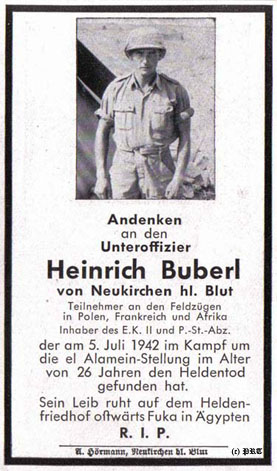 Andenken
an den
Unteroffizier
Heinrich Buberl
von Neukirchen hl. Blut
Teilnehmer an den Feldzügen
in Polen, Frankreich und Afrika
Inhaber des E.K. II und P.-St.-Abz.
der am 5. Juli 1942 im Kampf um
die el Alamein-Stellung im Alter
von 26 Jahren den Heldentod
gefunden hat.
Sein Leib ruht auf dem Helden-
friedhof oftwärts Fuka in Ägypten
R. I. P.
(c) PRT
A. Hörmann, Neukirchen hl. Blut